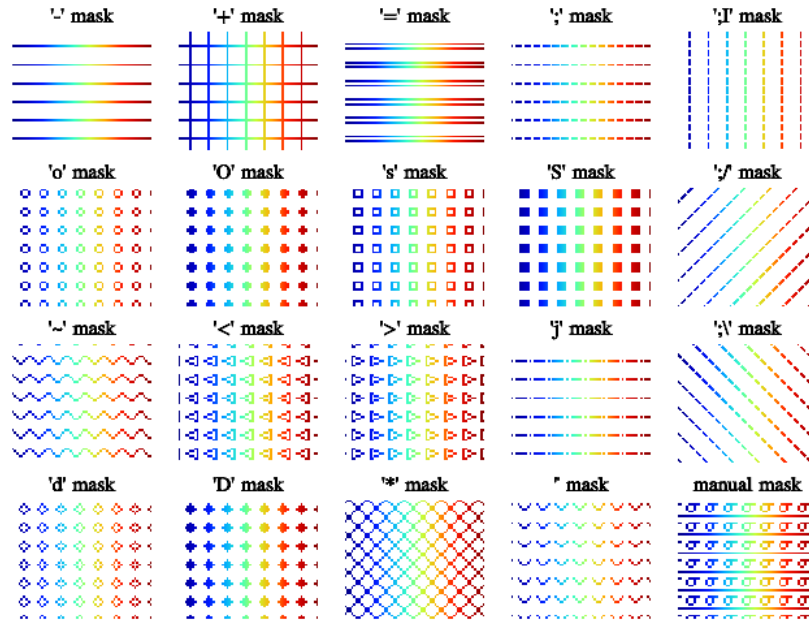 '-' mask
'+' mask
'=' mask
';' mask
';I' mask
'o' mask
'O' mask
's' mask
'S' mask
';/' mask
'~' mask
'<' mask
'>' mask
'j' mask
';\' mask
'd' mask
'D' mask
'*' mask
'' mask
manual mask
σ σ σ σ σ σ σ
σ σ σ σ σ σ σ
σ σ σ σ σ σ σ
σ σ σ σ σ σ σ
σ σ σ σ σ σ σ
σ σ σ σ σ σ σ
σ σ σ σ σ σ σ